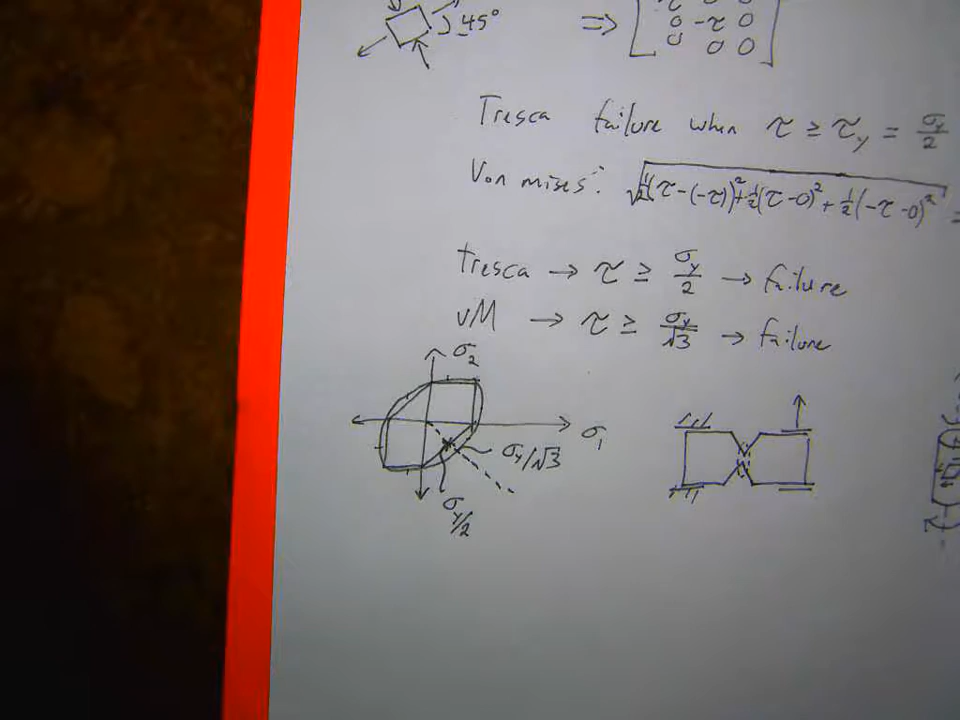 45°
⇒ [ 0 -τ 0
0 0 0 ]
Tresca failure when τ ≥ τy = σy/2
Von mises: √(½(τ-(-τ))² + ½(τ-0)² + ½(-τ-0)²) =
Tresca → τ ≥ σy/2 → failure
vM → τ ≥ σy/√3 → failure
σ2
σ1
σy/√3
σy/2